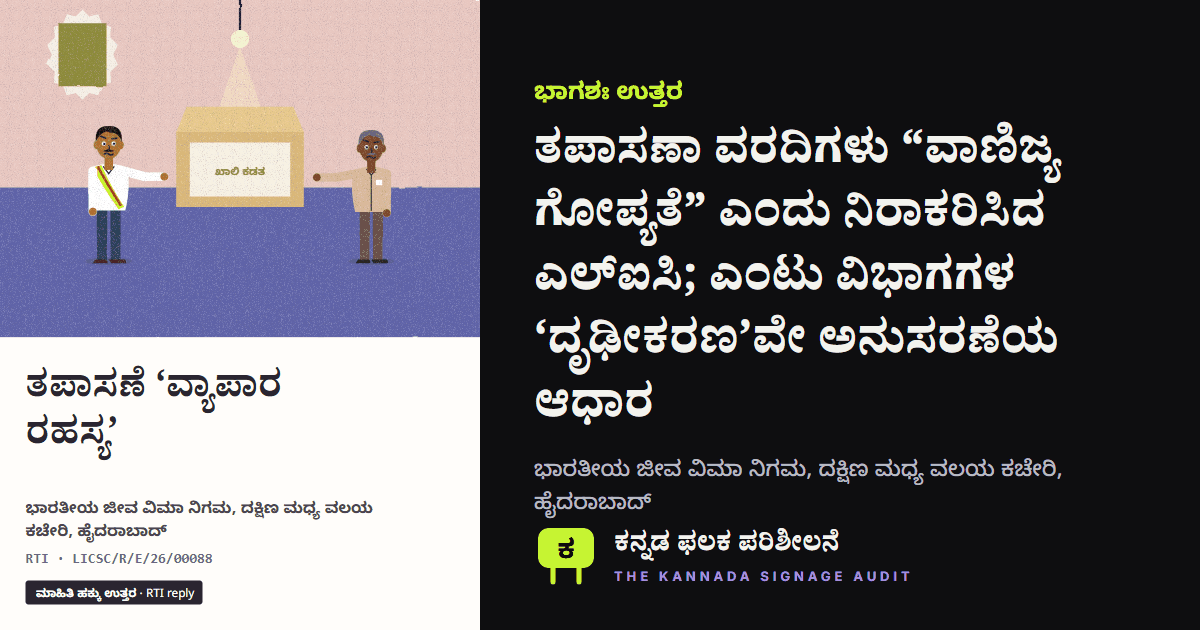 ಖಾಲಿ ಕಡತ
ತಪಾಸಣೆ ‘ವ್ಯಾಪಾರ
ರಹಸ್ಯ’
ಭಾರತೀಯ ಜೀವ ವಿಮಾ ನಿಗಮ, ದಕ್ಷಿಣ ಮಧ್ಯ ವಲಯ
ಕಚೇರಿ, ಹೈದರಾಬಾದ್
RTI · LICSC/R/E/26/00088
ಮಾಹಿತಿ ಹಕ್ಕು ಉತ್ತರ · RTI reply
ಭಾಗಶಃ ಉತ್ತರ
ತಪಾಸಣಾ ವರದಿಗಳು “ವಾಣಿಜ್ಯ
ಗೋಪ್ಯತೆ” ಎಂದು ನಿರಾಕರಿಸಿದ
ಎಲ್‌ಐಸಿ; ಎಂಟು ವಿಭಾಗಗಳ
‘ದೃಢೀಕರಣ’ವೇ ಅನುಸರಣೆಯ
ಆಧಾರ
ಭಾರತೀಯ ಜೀವ ವಿಮಾ ನಿಗಮ, ದಕ್ಷಿಣ ಮಧ್ಯ ವಲಯ ಕಚೇರಿ,
ಹೈದರಾಬಾದ್
ಕ
ಕನ್ನಡ ಫಲಕ ಪರಿಶೀಲನೆ
THE KANNADA SIGNAGE AUDIT